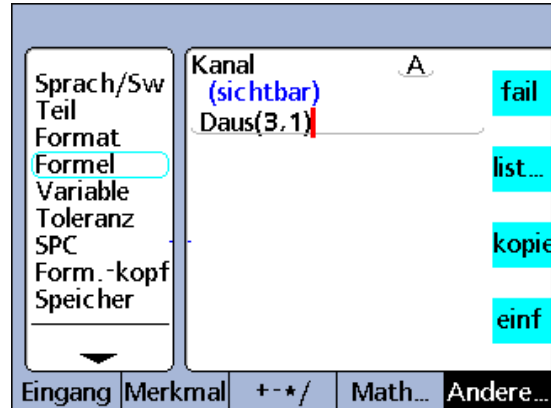 Sprach/Sw
Teil
Format
Formel
Variable
Toleranz
SPC
Form.-kopf
Speicher
Kanal A
(sichtbar)
Daus(3,1)
fail
list...
kopie
einf
Eingang Merkmal +-*/ Math... Andere...